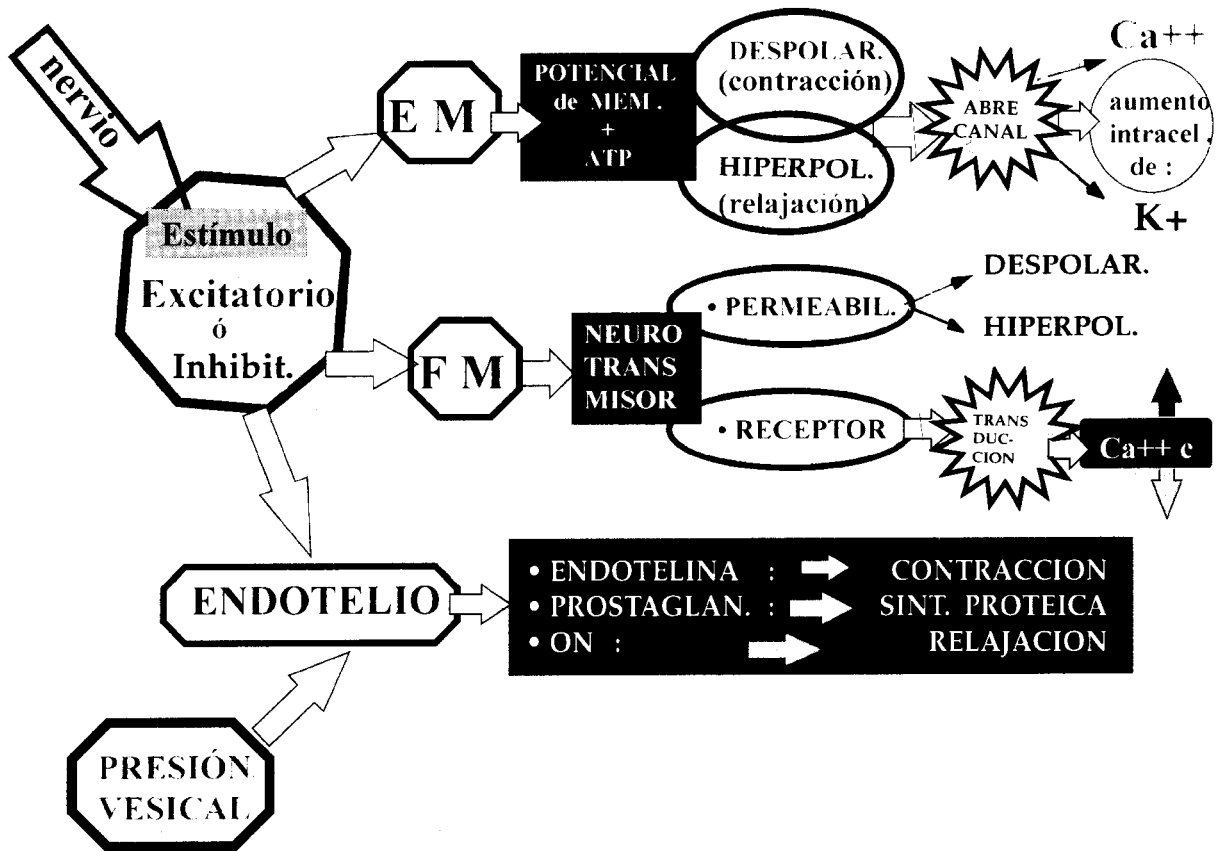 nervio
Estímulo
Excitatorio
ó
Inhibit.
E M
POTENCIAL
de MEM.
+
ATP
DESPOLAR.
(contracción)
HIPERPOL.
(relajación)
ABRE
CANAL
Ca++
aumento
intracel.
de :
K+
F M
NEURO
TRANS
MISOR
• PERMEABIL.
DESPOLAR.
HIPERPOL.
• RECEPTOR
TRANS
DUC-
CION
Ca++ c
ENDOTELIO
• ENDOTELINA : CONTRACCION
• PROSTAGLAN. : SINT. PROTEICA
• ON : RELAJACION
PRESIÓN
VESICAL